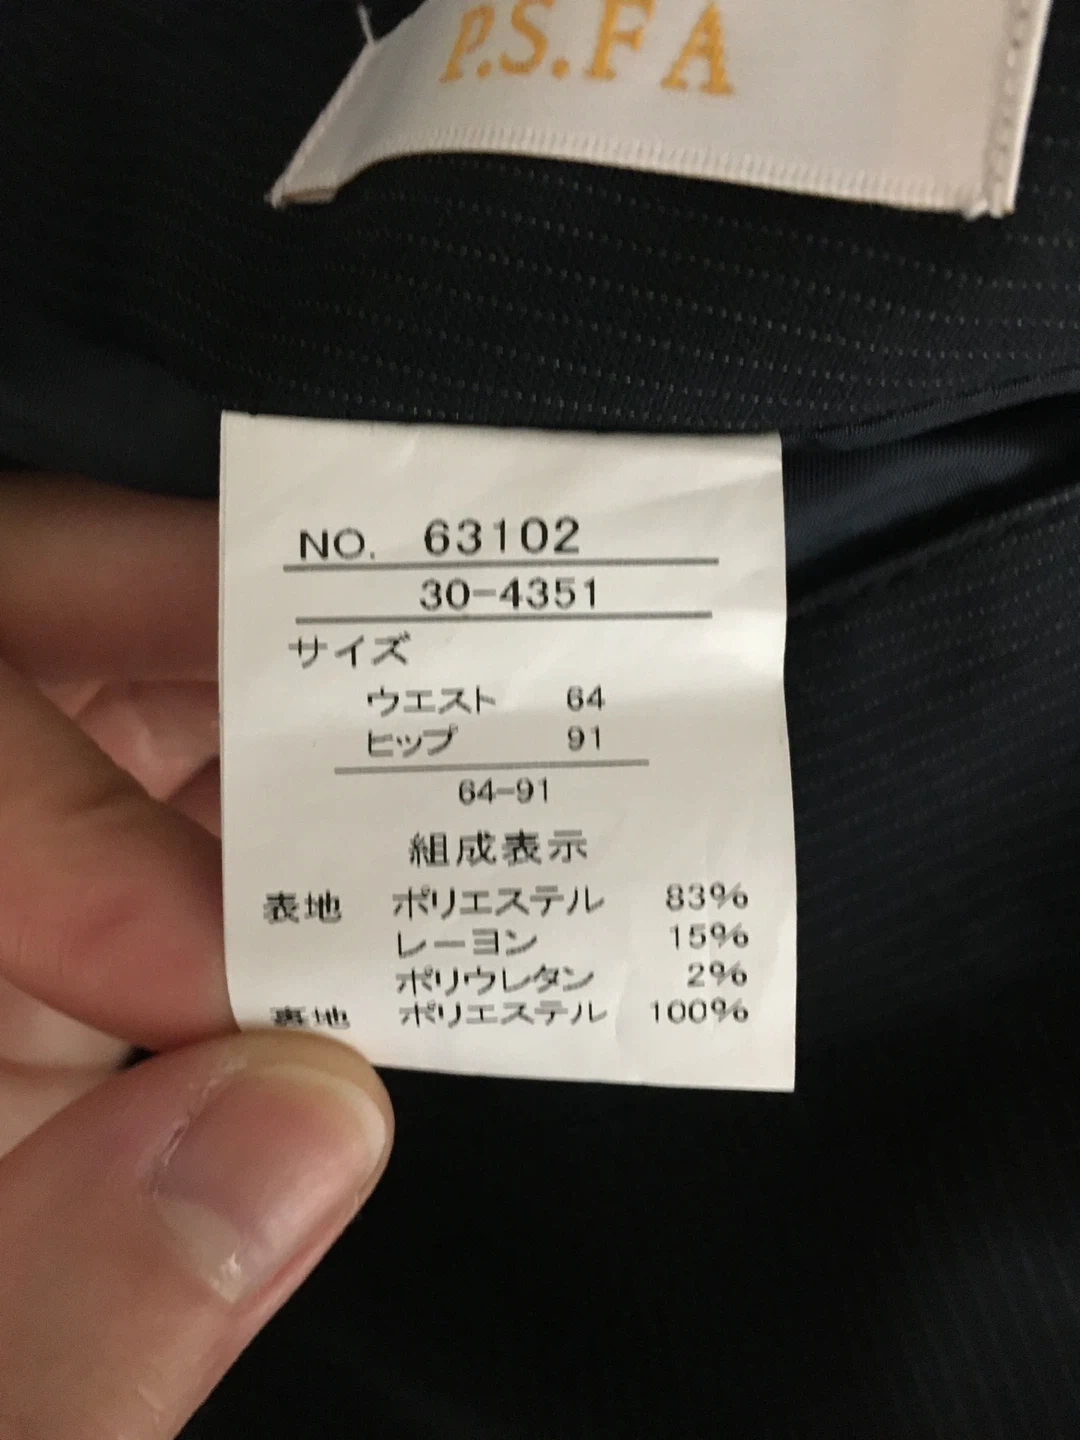 P.S.FA
NO. 63102
30-4351
サイズ
ウエスト 64
ヒップ 91
64-91
組成表示
表地 ポリエステル 83%
レーヨン 15%
ポリウレタン 2%
裏地 ポリエステル 100%